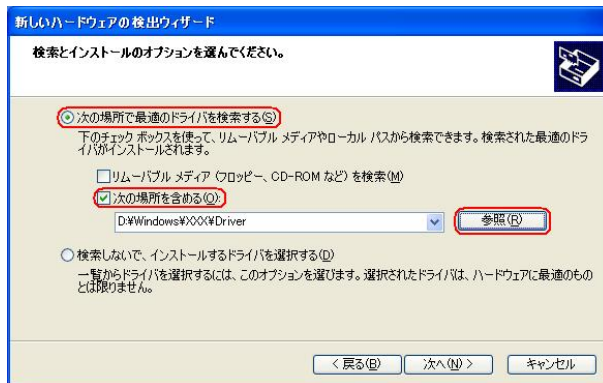 新しいハードウェアの検出ウィザード
検索とインストールのオプションを選んでください。
次の場所で最適のドライバを検索する(S)
下のチェック ボックスを使って、リムーバブル メディアやローカル パスから検索できます。検索された最適のドラ
イバがインストールされます。
リムーバブル メディア (フロッピー、CD-ROM など) を検索(M)
次の場所を含める(O):
D:¥Windows¥XXX¥Driver
参照(R)
検索しないで、インストールするドライバを選択する(D)
一覧からドライバを選択するには、このオプションを選びます。選択されたドライバは、ハードウェアに最適のもの
とは限りません。
< 戻る(B)
次へ(N) >
キャンセル